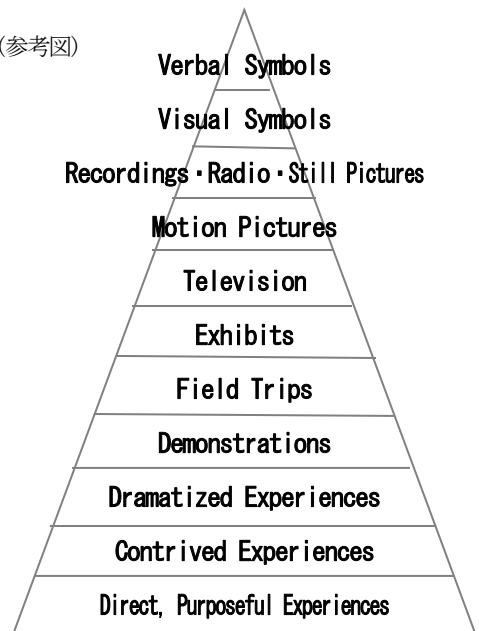 (参考図)
Verbal Symbols
Visual Symbols
Recordings・Radio・Still Pictures
Motion Pictures
Television
Exhibits
Field Trips
Demonstrations
Dramatized Experiences
Contrived Experiences
Direct, Purposeful Experiences